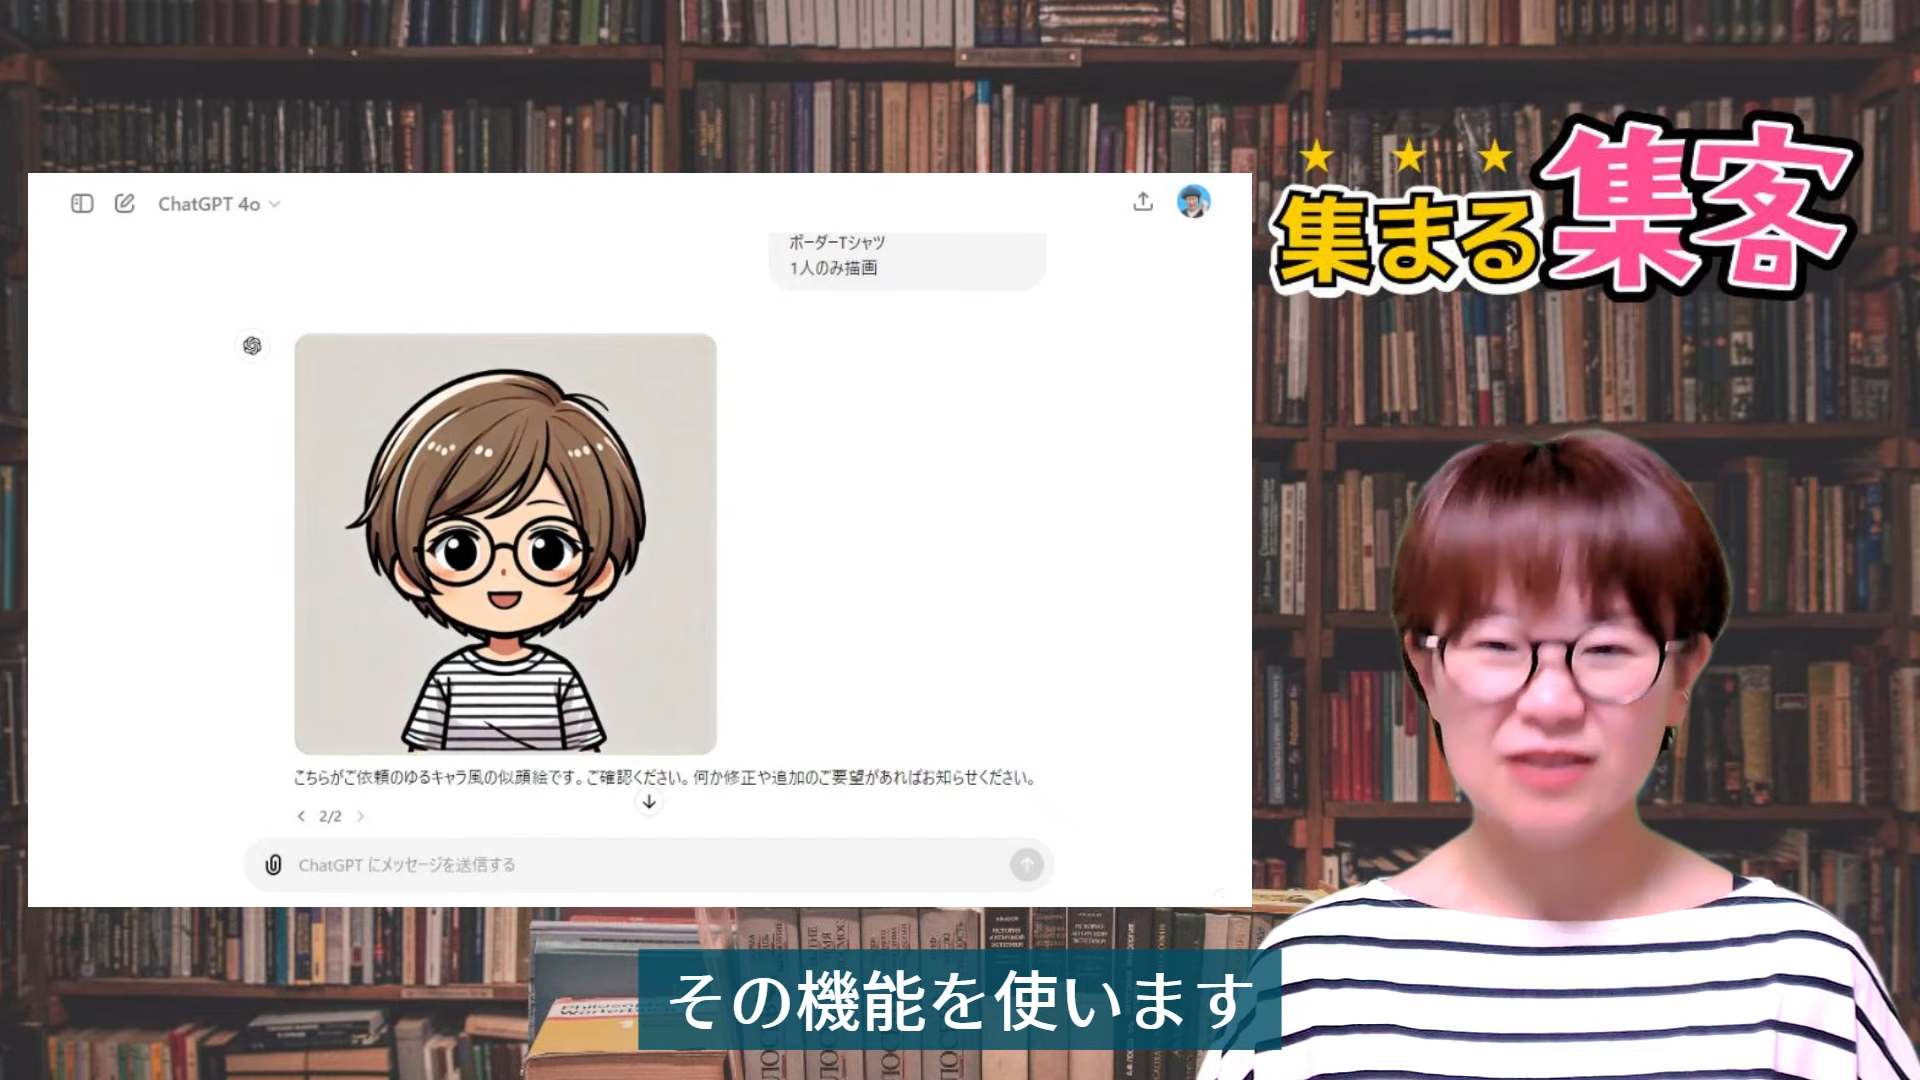 ChatGPT 4o
ボーダーTシャツ
1人のみ描画
集まる集客
こちらがご依頼のゆるキャラ風の似顔絵です。ご確認ください。何か修正や追加のご要望があればお知らせください。
2/2
ChatGPT にメッセージを送信する
その機能を使います